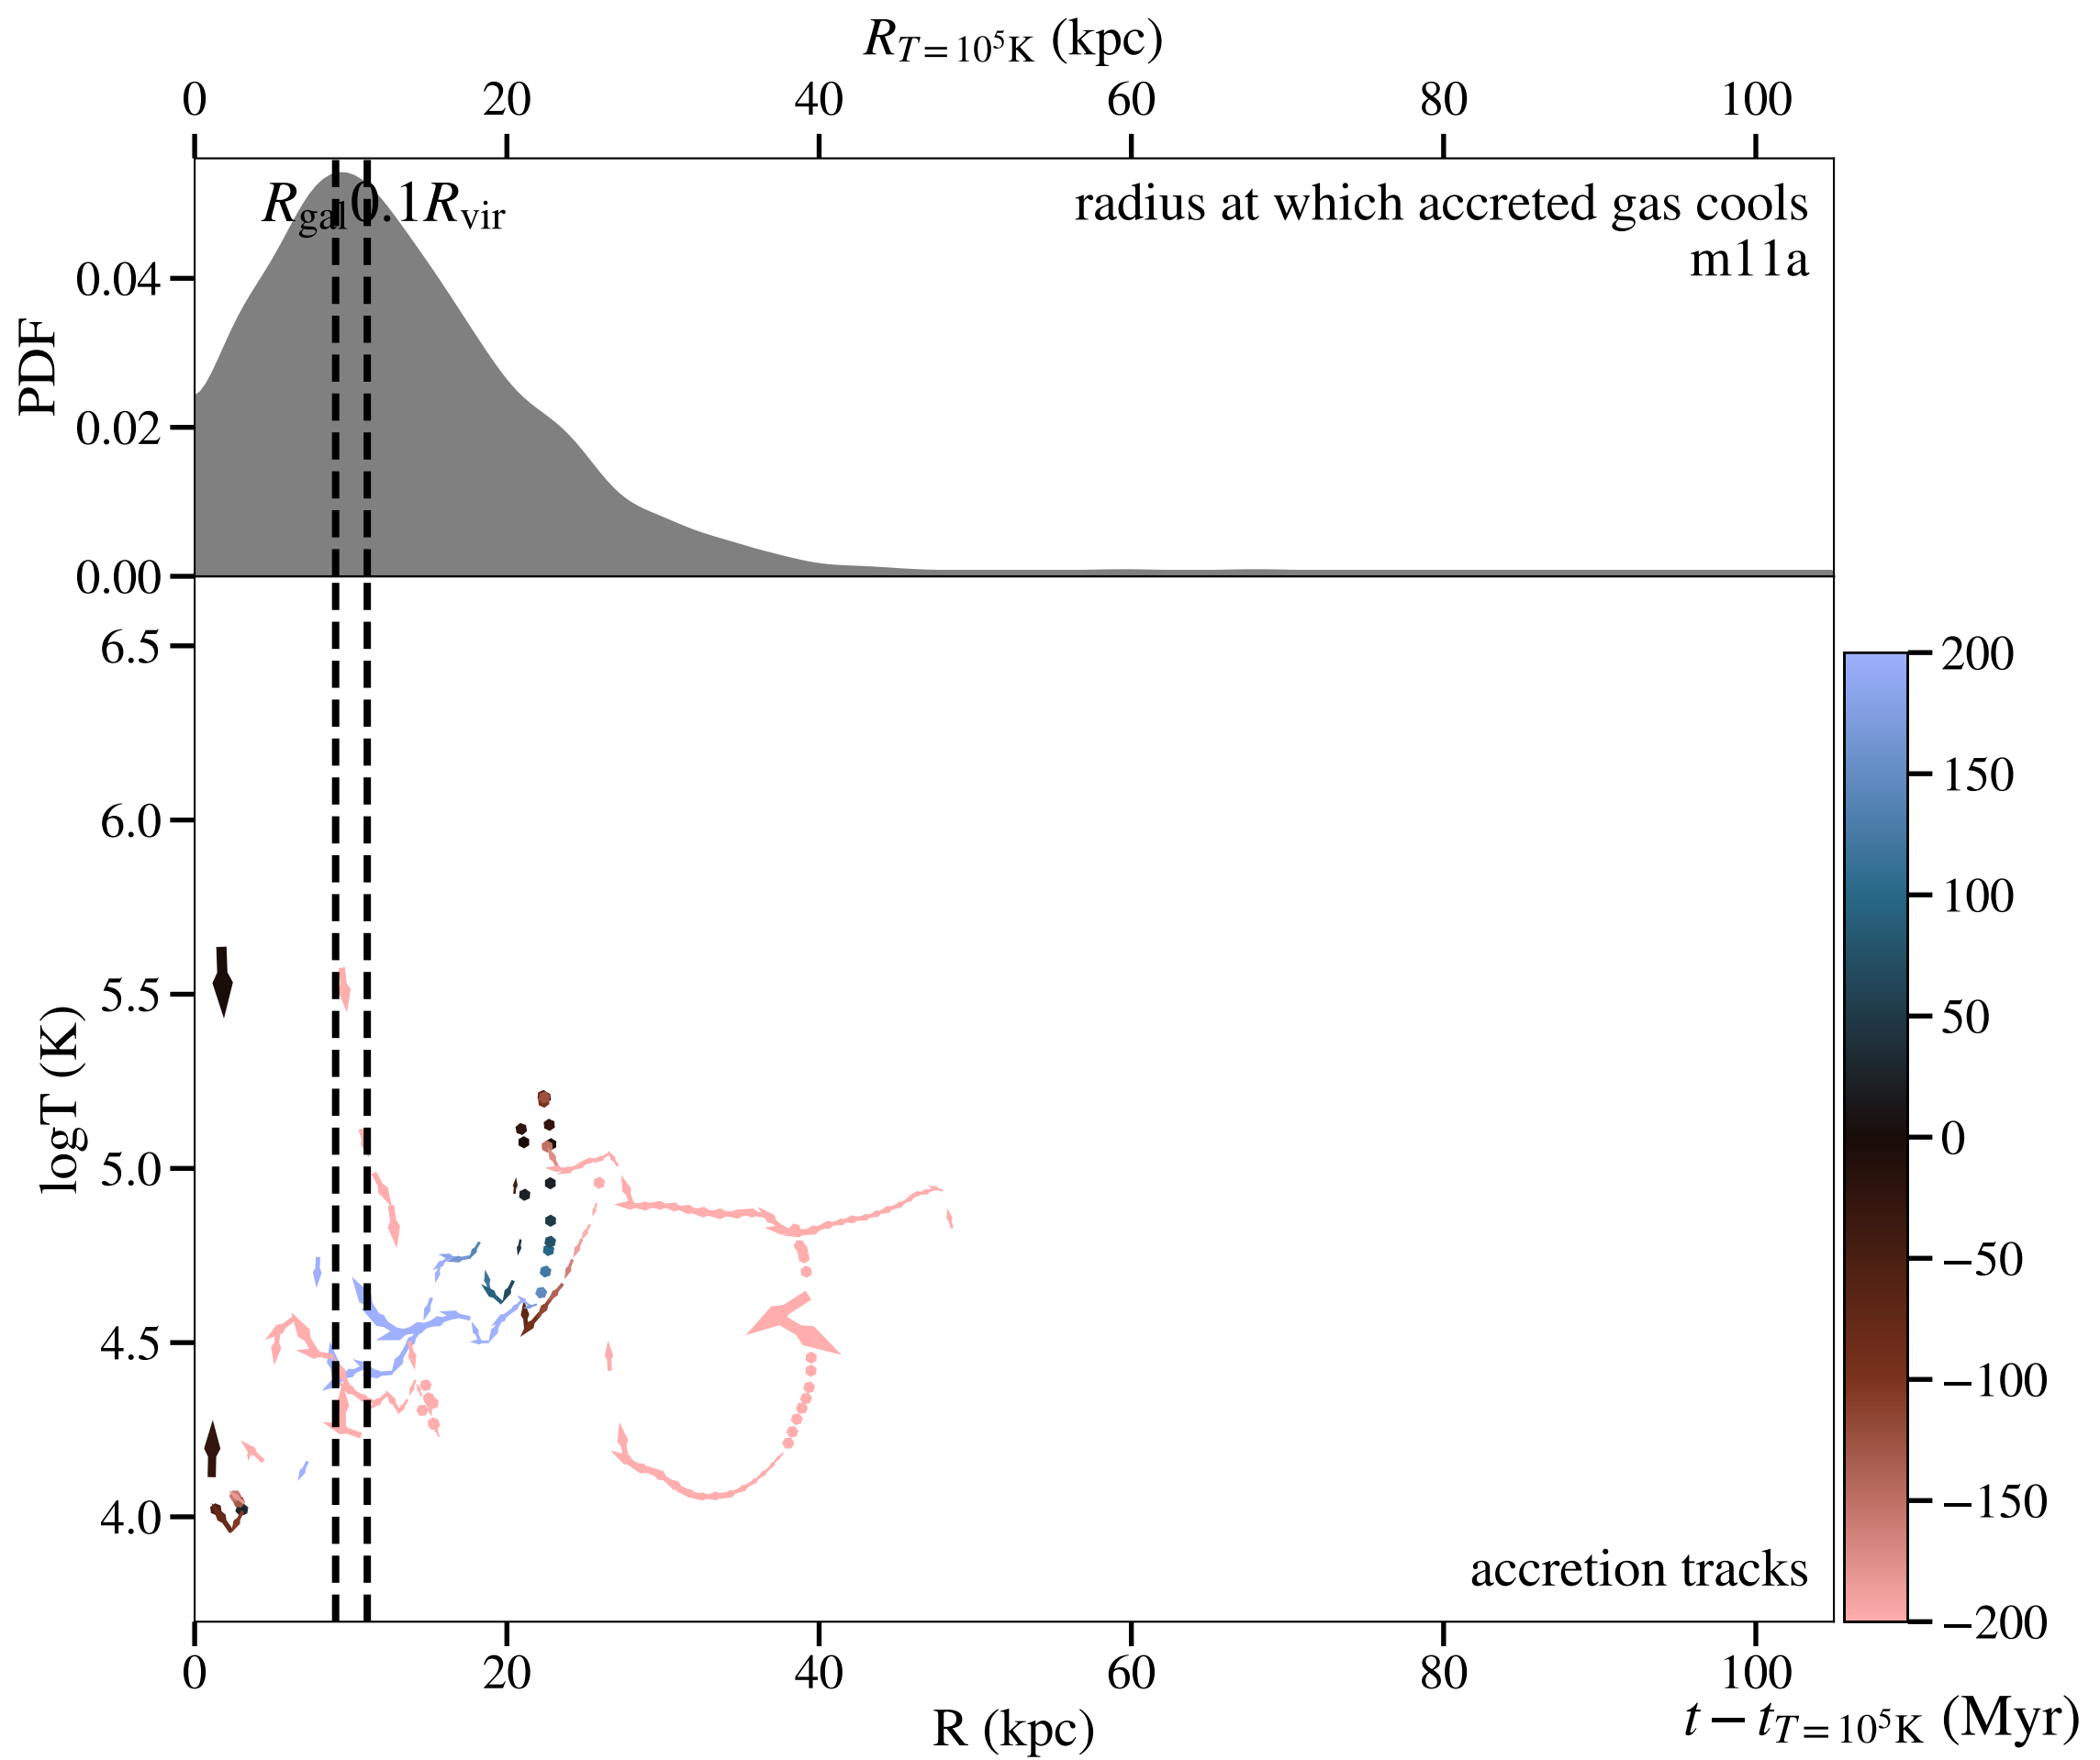 R_{T=10^5K} (kpc)
0 20 40 60 80 100
R_gal 0.1R_vir
radius at which accreted gas cools
m11a
PDF
0.04
0.02
0.00
6.5
6.0
5.5
5.0
4.5
4.0
logT (K)
accretion tracks
0 20 40 60 80 100
R (kpc)
200
150
100
50
0
−50
−100
−150
−200
t − t_{T=10^5K} (Myr)